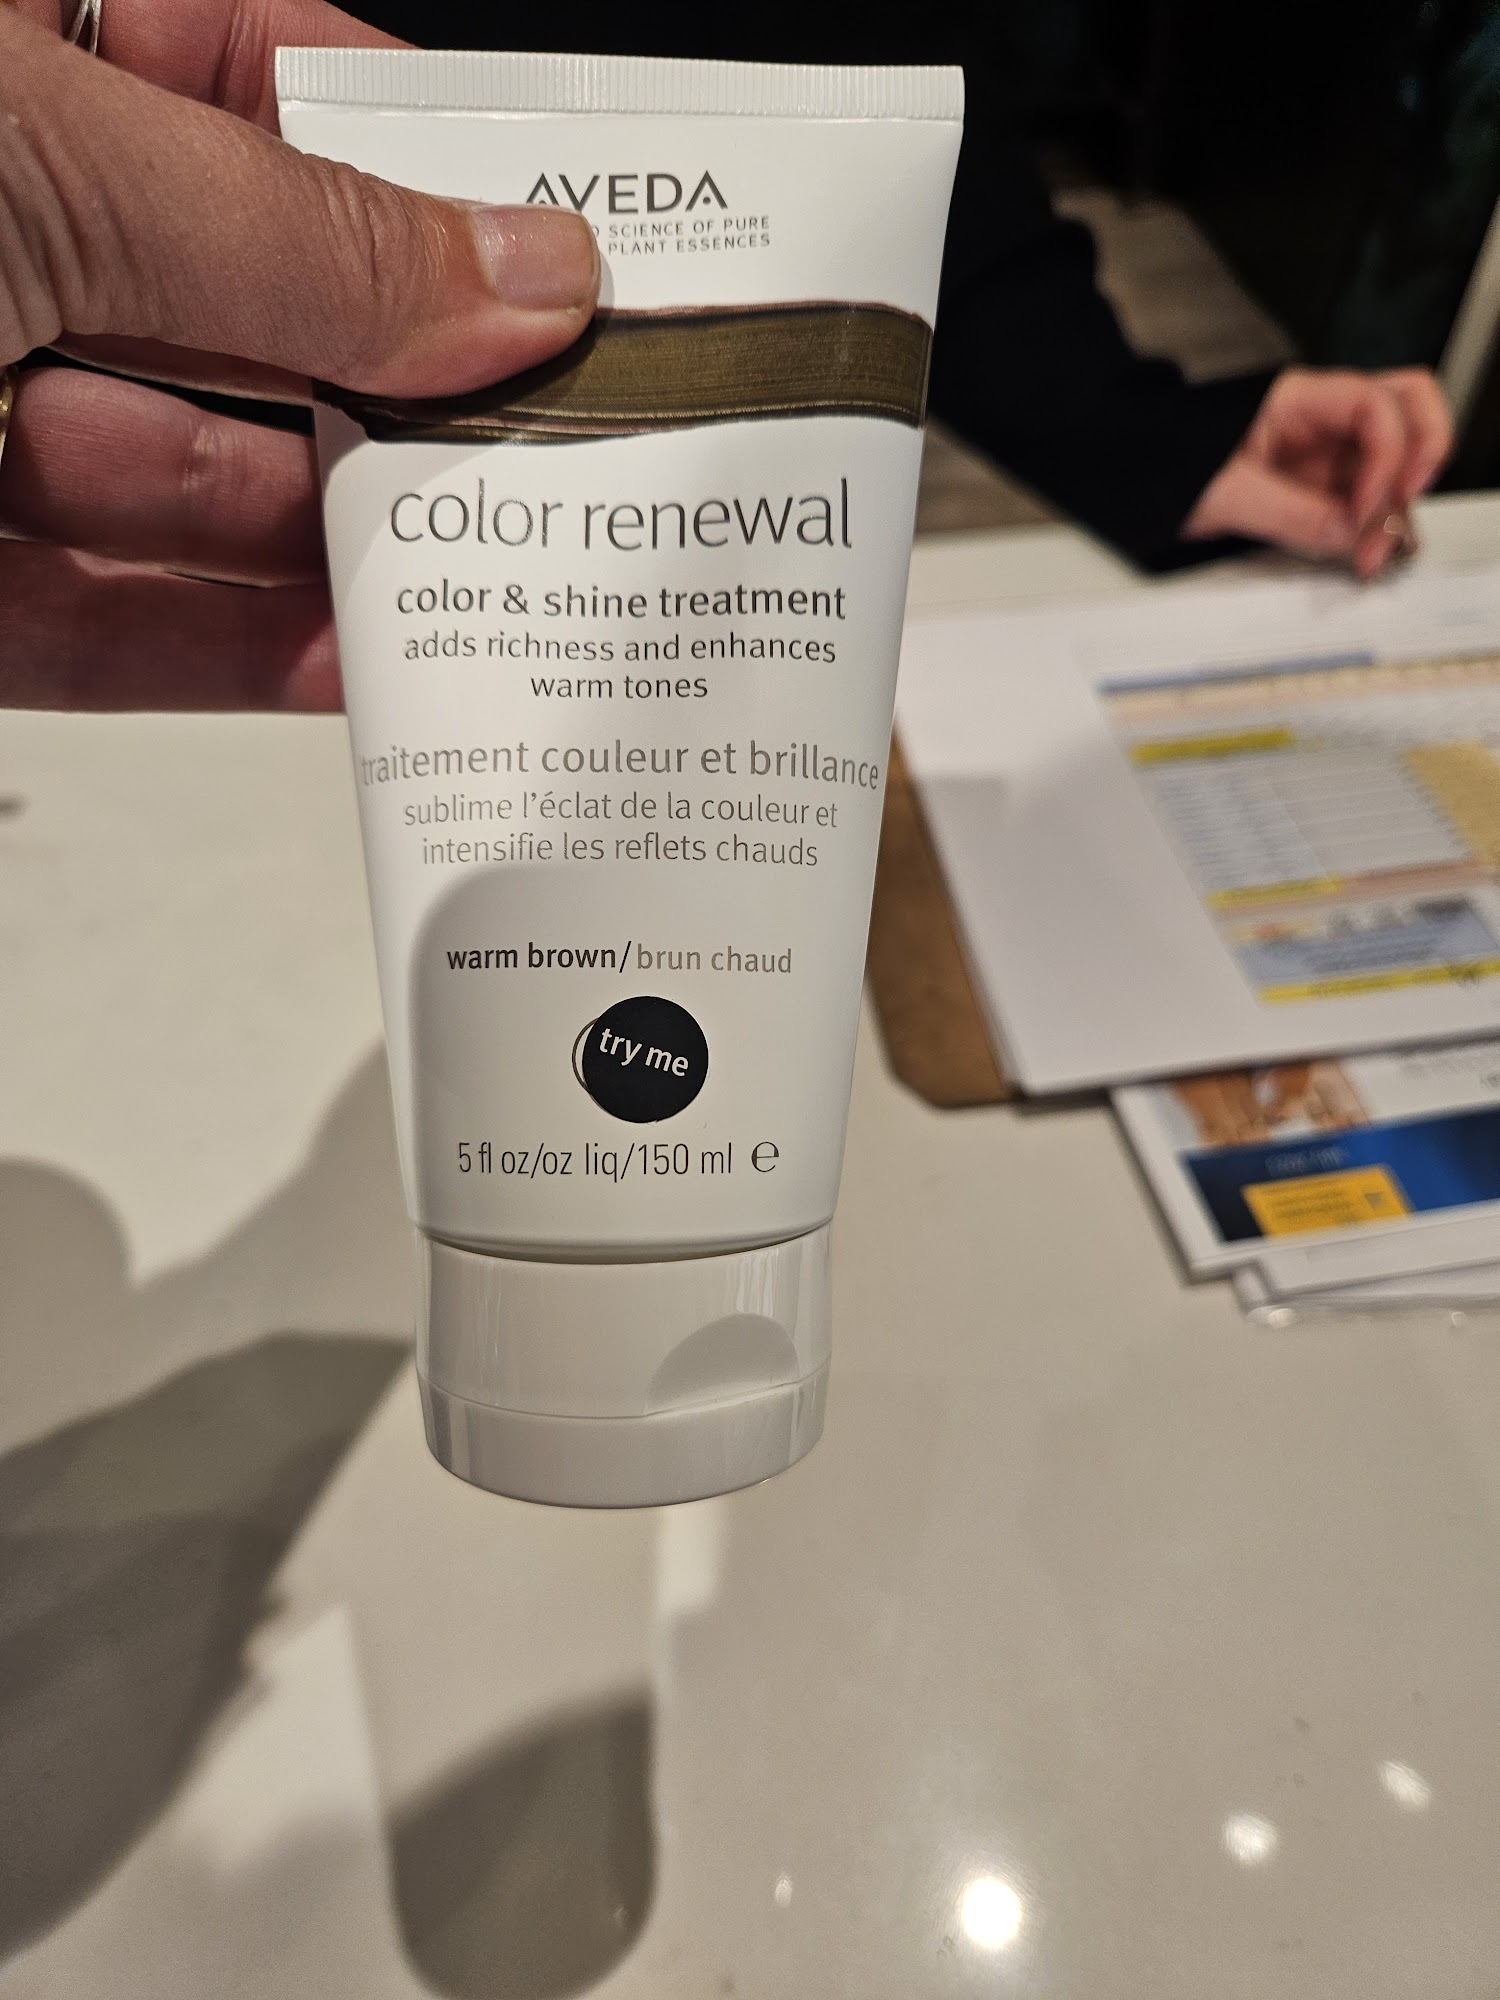 AVEDA
SCIENCE OF PURE
PLANT ESSENCES
color renewal
color & shine treatment
adds richness and enhances
warm tones
traitement couleur et brillance
sublime l'éclat de la couleur et
intensifie les reflets chauds
warm brown/brun chaud
try me
5 fl oz/oz liq/150 ml ℮